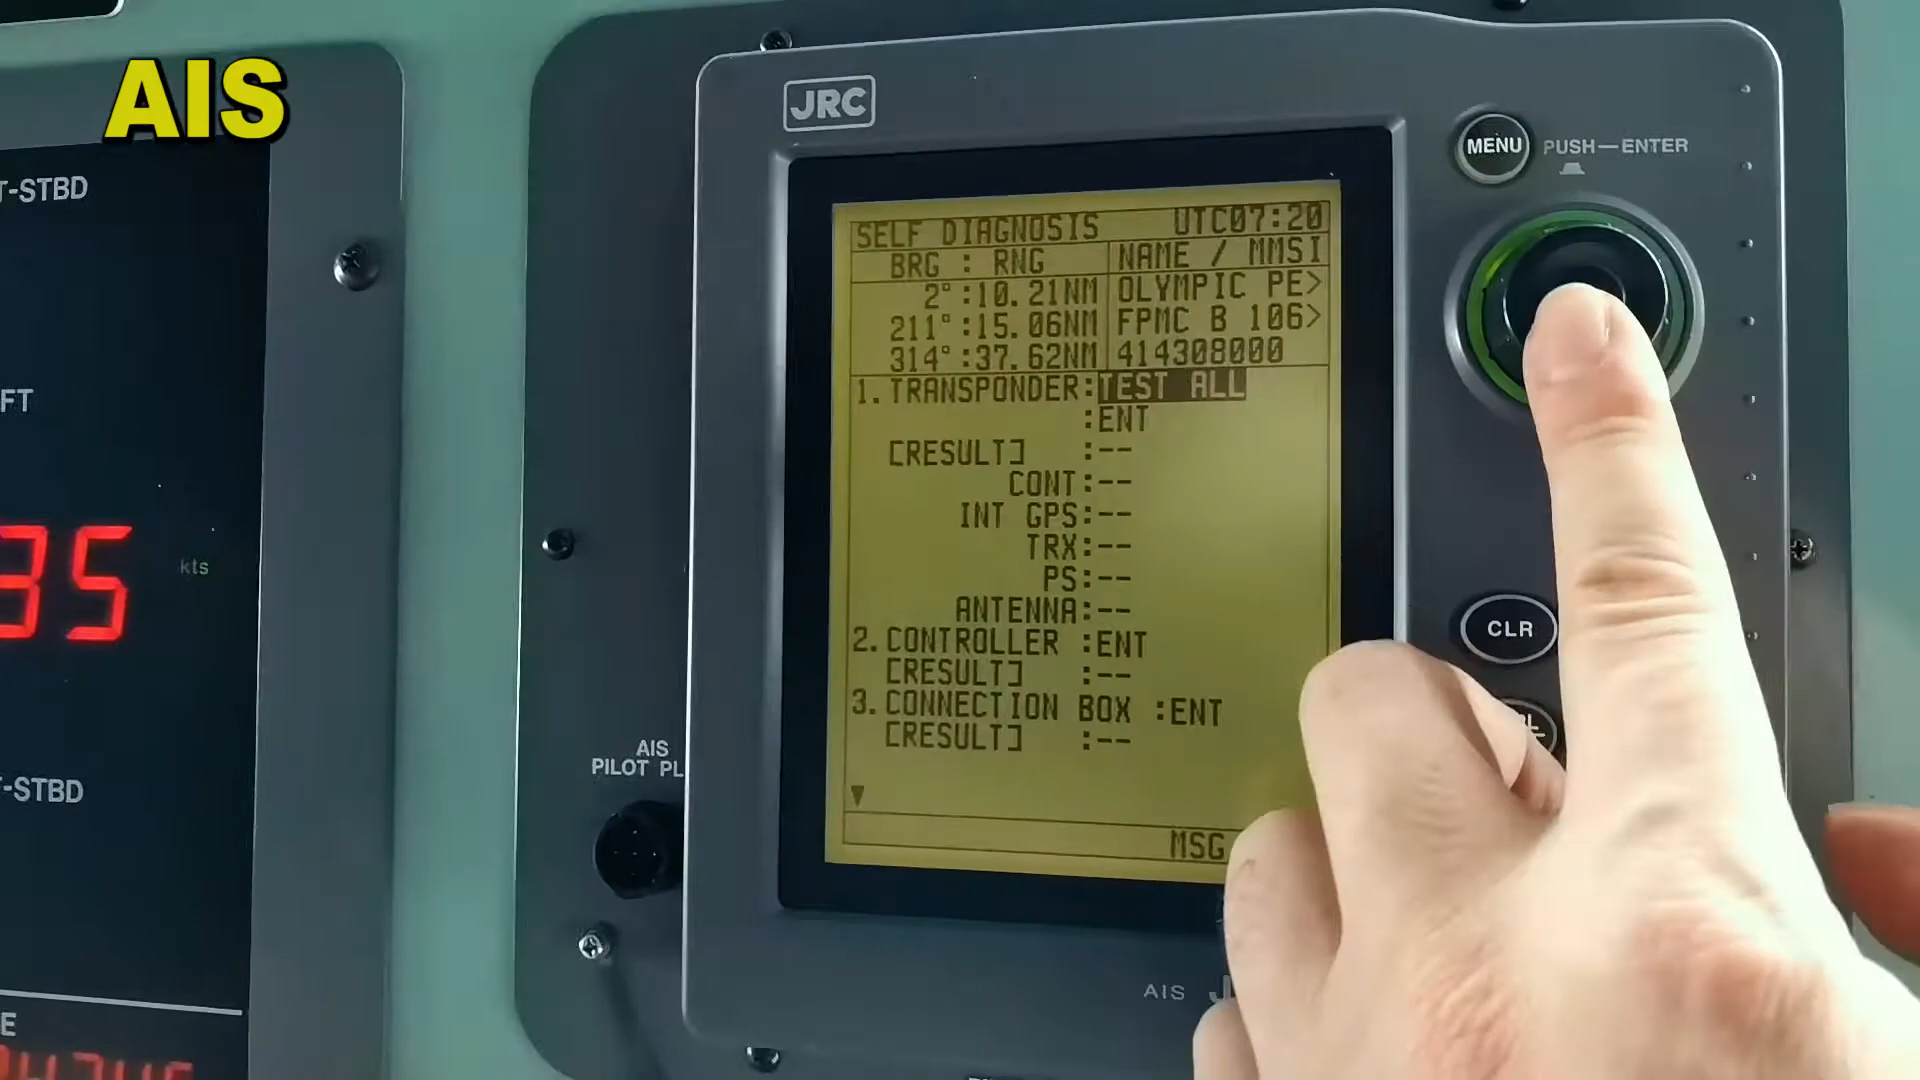 AIS
T-STBD
FT
35
kts
F-STBD
E
JRC
MENU
PUSH—ENTER
SELF DIAGNOSIS UTC07:20
BRG : RNG NAME / MMSI
2°:10.21NM OLYMPIC PE>
211°:15.06NM FPMC B 106>
314°:37.62NM 414308000
1.TRANSPONDER:TEST ALL
:ENT
[RESULT] :--
CONT:--
INT GPS:--
TRX:--
PS:--
ANTENNA:--
2.CONTROLLER :ENT
[RESULT] :--
3.CONNECTION BOX :ENT
[RESULT] :--
MSG
CLR
AIS
PILOT PL
AIS